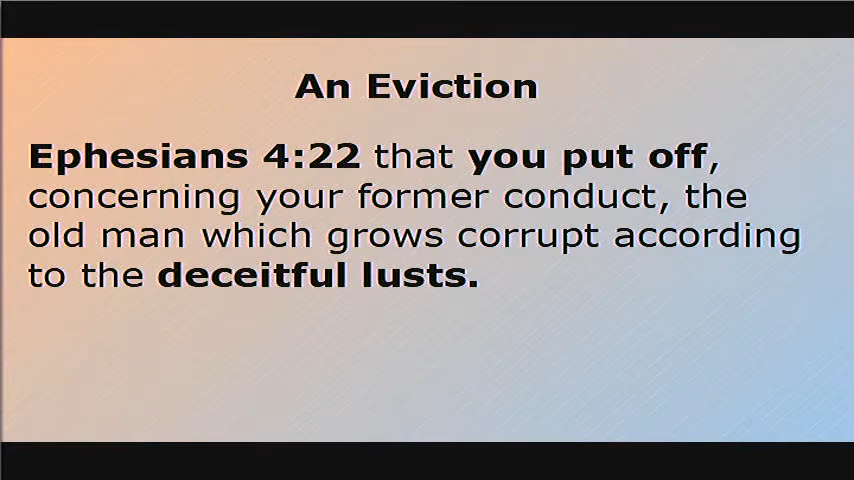 An Eviction
Ephesians 4:22 that you put off,
concerning your former conduct, the
old man which grows corrupt according
to the deceitful lusts.